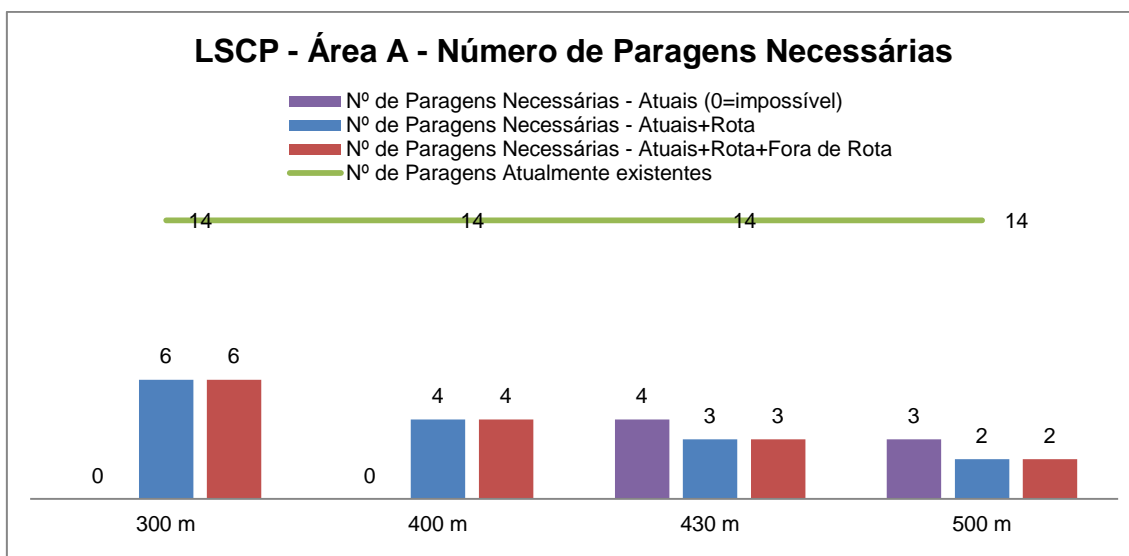 LSCP - Área A - Número de Paragens Necessárias
Nº de Paragens Necessárias - Atuais (0=impossível)
Nº de Paragens Necessárias - Atuais+Rota
Nº de Paragens Necessárias - Atuais+Rota+Fora de Rota
Nº de Paragens Atualmente existentes
14 14 14 14
0 6 6 0 4 4 4 3 3 3 2 2
300 m 400 m 430 m 500 m